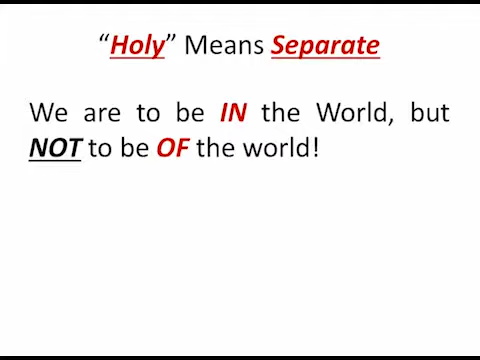 “Holy” Means Separate
We are to be IN the World, but
NOT to be OF the world!